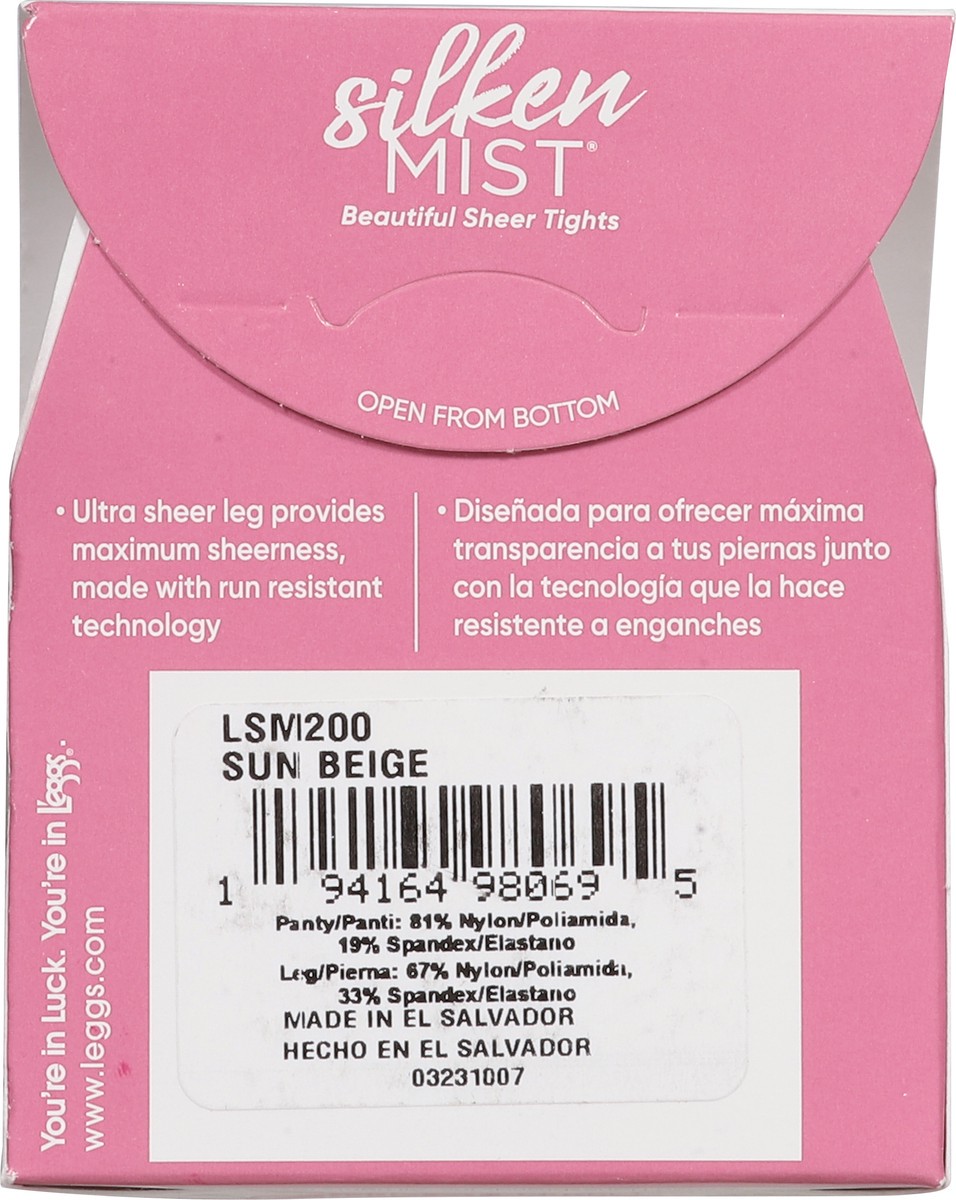 silken
MIST®
Beautiful Sheer Tights
OPEN FROM BOTTOM
• Ultra sheer leg provides
maximum sheerness,
made with run resistant
technology
• Diseñada para ofrecer máxima
transparencia a tus piernas junto
con la tecnología que la hace
resistente a enganches
You're in Luck. You're in L'eggs®.
www.leggs.com
LSM200
SUN BEIGE
1 94164 98069 5
Panty/Panti: 81% Nylon/Poliamida,
19% Spandex/Elastano
Leg/Pierna: 67% Nylon/Poliamida,
33% Spandex/Elastano
MADE IN EL SALVADOR
HECHO EN EL SALVADOR
03231007